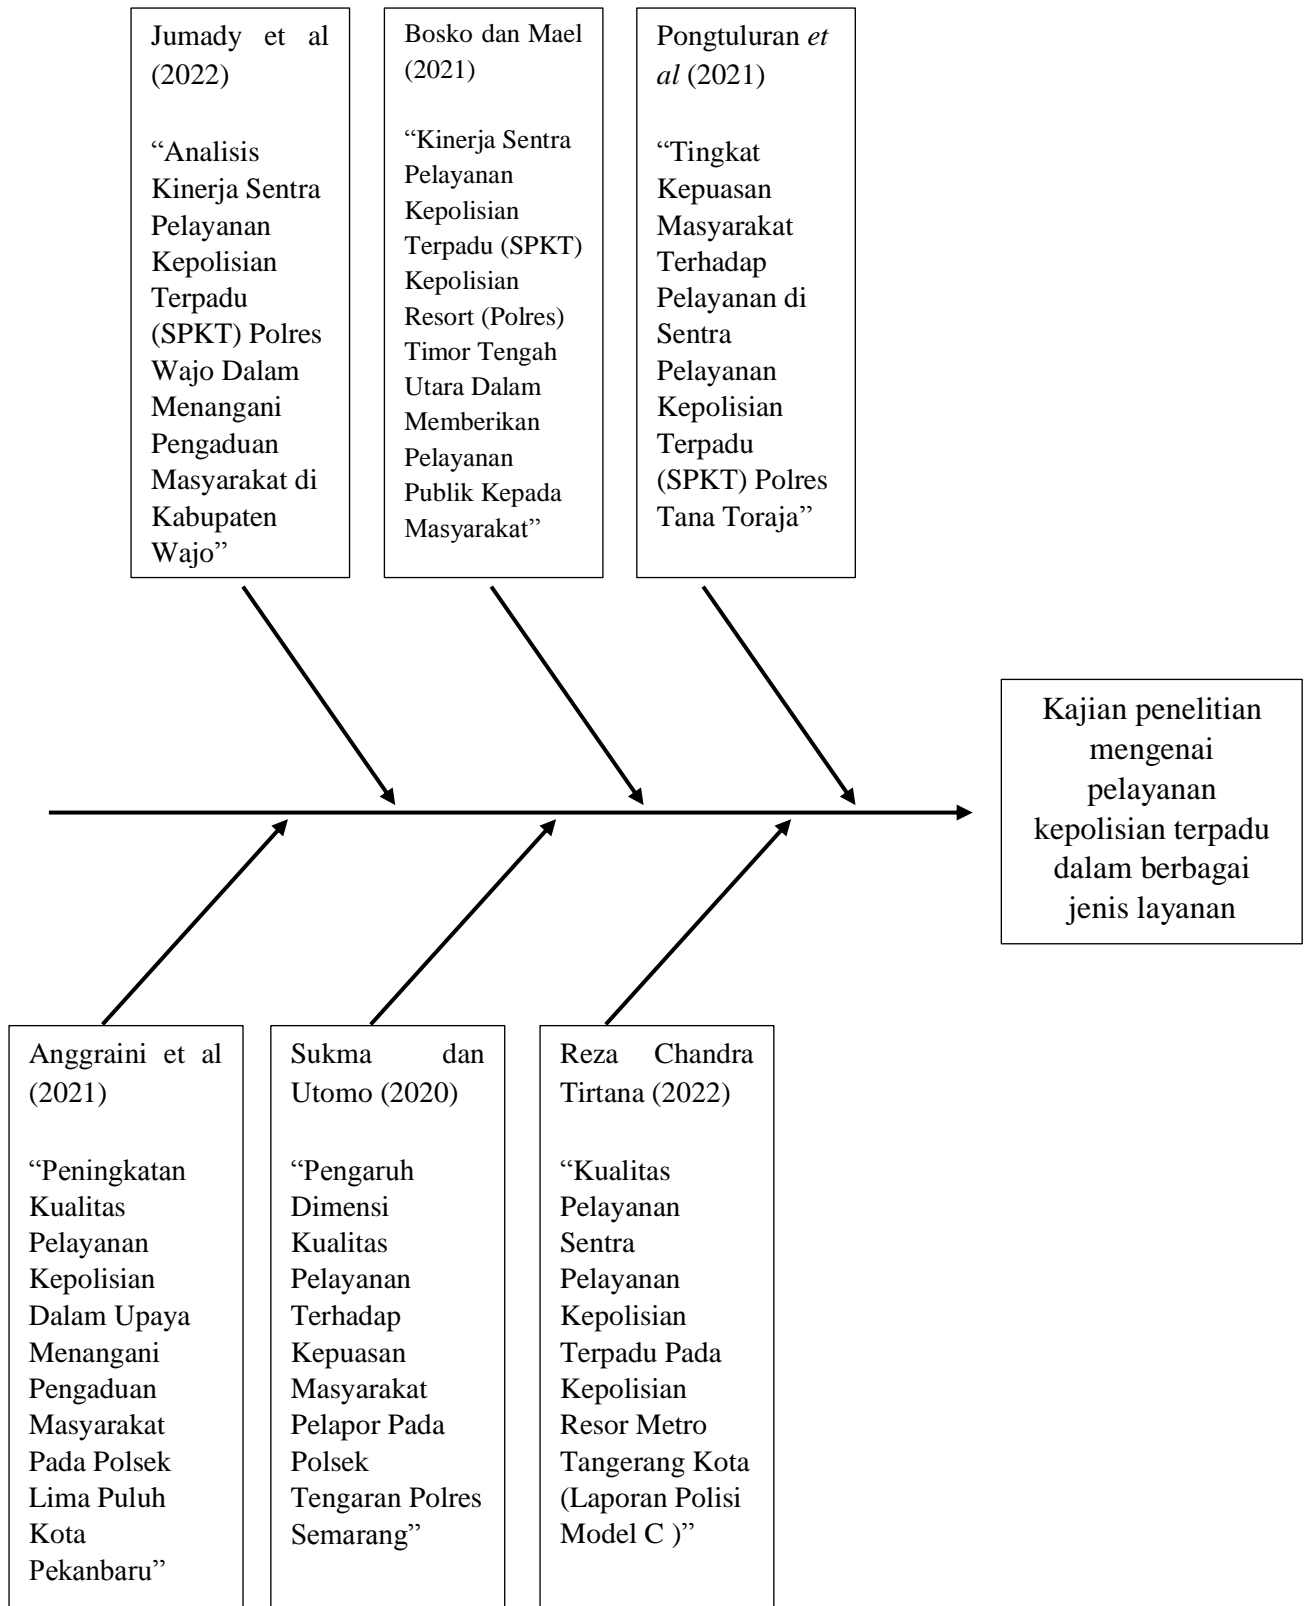 Jumady et al
(2022)
“Analisis
Kinerja Sentra
Pelayanan
Kepolisian
Terpadu
(SPKT) Polres
Wajo Dalam
Menangani
Pengaduan
Masyarakat di
Kabupaten
Wajo”
Bosko dan Mael
(2021)
“Kinerja Sentra
Pelayanan
Kepolisian
Terpadu (SPKT)
Kepolisian
Resort (Polres)
Timor Tengah
Utara Dalam
Memberikan
Pelayanan
Publik Kepada
Masyarakat”
Pongtuluran et
al (2021)
“Tingkat
Kepuasan
Masyarakat
Terhadap
Pelayanan di
Sentra
Pelayanan
Kepolisian
Terpadu
(SPKT) Polres
Tana Toraja”
Kajian penelitian
mengenai
pelayanan
kepolisian terpadu
dalam berbagai
jenis layanan
Anggraini et al
(2021)
“Peningkatan
Kualitas
Pelayanan
Kepolisian
Dalam Upaya
Menangani
Pengaduan
Masyarakat
Pada Polsek
Lima Puluh
Kota
Pekanbaru”
Sukma dan
Utomo (2020)
“Pengaruh
Dimensi
Kualitas
Pelayanan
Terhadap
Kepuasan
Masyarakat
Pelapor Pada
Polsek
Tengaran Polres
Semarang”
Reza Chandra
Tirtana (2022)
“Kualitas
Pelayanan
Sentra
Pelayanan
Kepolisian
Terpadu Pada
Kepolisian
Resor Metro
Tangerang Kota
(Laporan Polisi
Model C )”